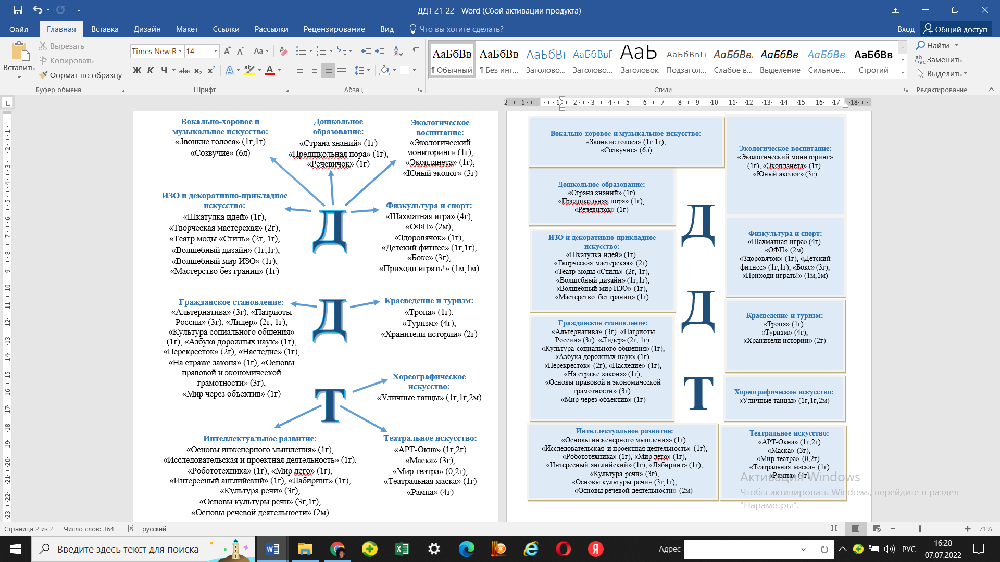 ДДТ 21-22 - Word (Сбой активации продукта)
Файл
Главная
Вставка
Дизайн
Макет
Ссылки
Рассылки
Рецензирование
Вид
Что вы хотите сделать?
Вход
Общий доступ
Вставить
Вырезать
Копировать
Формат по образцу
Буфер обмена
Times New R
14
Шрифт
Абзац
АаБбВв
¶ Обычный
АаБбВв
¶ Без инт...
АаБбВг
Заголово...
АаБбВвГ
Заголово...
АаЬ
Заголовок
АаБбВвГг
Подзагол...
АаБбВвГ
Слабое в...
АаБбВвГ
Выделение
АаБбВвГ
Сильное...
АаБбВв
Строгий
Стили
Найти
Заменить
Выделить
Редактирование
Вокально-хоровое и
музыкальное искусство:
«Звонкие голоса» (1г,1г)
«Созвучие» (6л)
Дошкольное
образование:
«Страна знаний» (1г)
«Предшкольная пора» (1г),
«Речевичок» (1г)
Экологическое
воспитание:
«Экологический
мониторинг» (1г),
«Экопланета» (1г),
«Юный эколог» (3г)
ИЗО и декоративно-прикладное
искусство:
«Шкатулка идей» (1г),
«Творческая мастерская» (2г),
«Театр моды «Стиль» (2г, 1г),
«Волшебный дизайн» (1г,1г),
«Волшебный мир ИЗО» (1г),
«Мастерство без границ» (1г)
Д
Физкультура и спорт:
«Шахматная игра» (4г),
«ОФП» (2м),
«Здоровячок» (1г),
«Детский фитнес» (1г,1г),
«Бокс» (3г),
«Приходи играть!» (1м,1м)
Гражданское становление:
«Альтернатива» (3г), «Патриоты
России» (3г), «Лидер» (2г, 1г),
«Культура социального общения»
(1г), «Азбука дорожных наук» (1г),
«Перекресток» (2г), «Наследие» (1г),
«На страже закона» (1г), «Основы
правовой и экономической
грамотности» (3г),
«Мир через объектив» (1г)
Д
Краеведение и туризм:
«Тропа» (1г),
«Туризм» (4г),
«Хранители истории» (2г)
Т
Хореографическое
искусство:
«Уличные танцы» (1г,1г,2м)
Интеллектуальное развитие:
«Основы инженерного мышления» (1г),
«Исследовательская и проектная деятельность» (1г),
«Робототехника» (1г), «Мир лего» (1г),
«Интересный английский» (1г), «Лабиринт» (1г),
«Культура речи» (3г),
«Основы культуры речи» (3г,1г),
«Основы речевой деятельности» (2м)
Театральное искусство:
«АРТ-Окна» (1г,2г)
«Маска» (3г),
«Мир театра» (0,2г),
«Театральная маска» (1г)
«Рампа» (4г)
Вокально-хоровое и музыкальное искусство:
«Звонкие голоса» (1г,1г),
«Созвучие» (6л)
Экологическое воспитание:
«Экологический мониторинг»
(1г), «Экопланета» (1г),
«Юный эколог» (3г)
Дошкольное образование:
«Страна знаний» (1г)
«Предшкольная пора» (1г),
«Речевичок» (1г)
Д
Физкультура и спорт:
«Шахматная игра» (4г),
«ОФП» (2м),
«Здоровячок» (1г), «Детский
фитнес» (1г,1г), «Бокс» (3г),
«Приходи играть!» (1м,1м)
ИЗО и декоративно-прикладное
искусство:
«Шкатулка идей» (1г),
«Творческая мастерская» (2г),
«Театр моды «Стиль» (2г, 1г),
«Волшебный дизайн» (1г,1г),
«Волшебный мир ИЗО» (1г),
«Мастерство без границ» (1г)
Д
Краеведение и туризм:
«Тропа» (1г),
«Туризм» (4г),
«Хранители истории» (2г)
Гражданское становление:
«Альтернатива» (3г), «Патриоты
России» (3г), «Лидер» (2г, 1г),
«Культура социального общения» (1г),
«Азбука дорожных наук» (1г),
«Перекресток» (2г), «Наследие» (1г),
«На страже закона» (1г),
«Основы правовой и экономической
грамотности» (3г),
«Мир через объектив» (1г)
Т
Хореографическое искусство:
«Уличные танцы» (1г,1г,2м)
Интеллектуальное развитие:
«Основы инженерного мышления» (1г),
«Исследовательская и проектная деятельность» (1г),
«Робототехника» (1г), «Мир лего» (1г),
«Интересный английский» (1г), «Лабиринт» (1г),
«Культура речи» (3г),
«Основы культуры речи» (3г,1г),
«Основы речевой деятельности» (2м)
Театральное искусство:
«АРТ-Окна» (1г,2г)
«Маска» (3г),
«Мир театра» (0,2г),
«Театральная маска» (1г)
«Рампа» (4г)
Активация Windows
Чтобы активировать Windows, перейдите в раздел
"Параметры".
Страница 2 из 2
Число слов: 364
русский
71%
Введите здесь текст для поиска
Адрес
РУС
16:28
07.07.2022